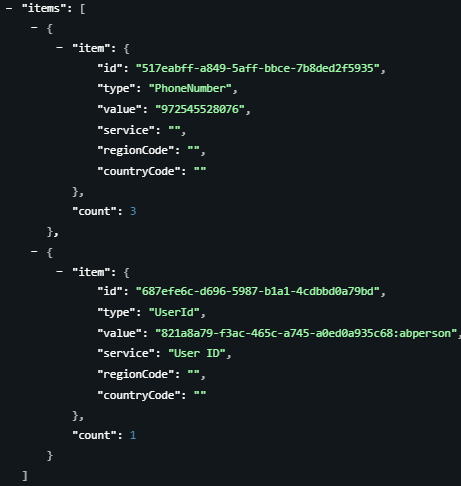 − "items": [
− {
− "item": {
"id": "517eabff-a849-5aff-bbce-7b8ded2f5935",
"type": "PhoneNumber",
"value": "972545528076",
"service": "",
"regionCode": "",
"countryCode": ""
},
"count": 3
},
− {
− "item": {
"id": "687efe6c-d696-5987-b1a1-4cdbbd0a79bd",
"type": "UserId",
"value": "821a8a79-f3ac-465c-a745-a0ed0a935c68:abperson",
"service": "User ID",
"regionCode": "",
"countryCode": ""
},
"count": 1
}
]